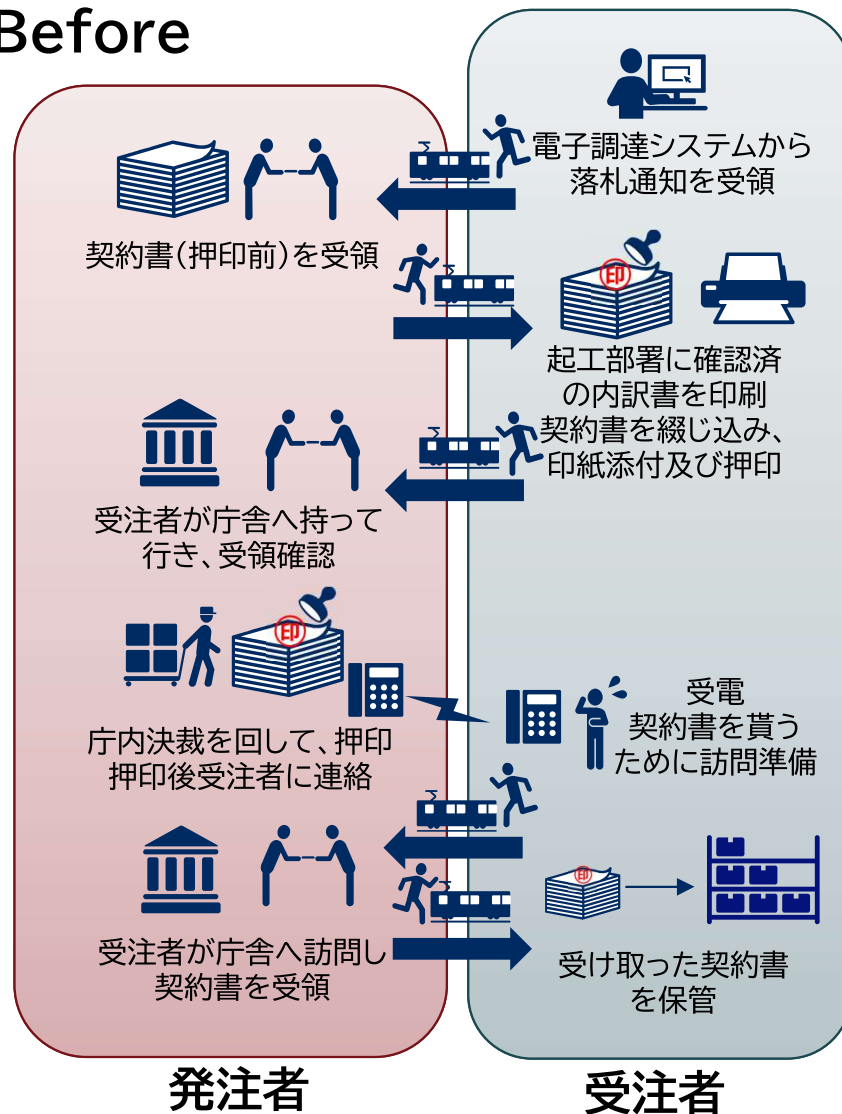 Before
電子調達システムから
落札通知を受領
契約書(押印前)を受領
印
起工部署に確認済
の内訳書を印刷
契約書を綴じ込み、
印紙添付及び押印
受注者が庁舎へ持って
行き、受領確認
印
庁内決裁を回して、押印
押印後受注者に連絡
受電
契約書を貰う
ために訪問準備
受注者が庁舎へ訪問し
契約書を受領
印
受け取った契約書
を保管
発注者
受注者